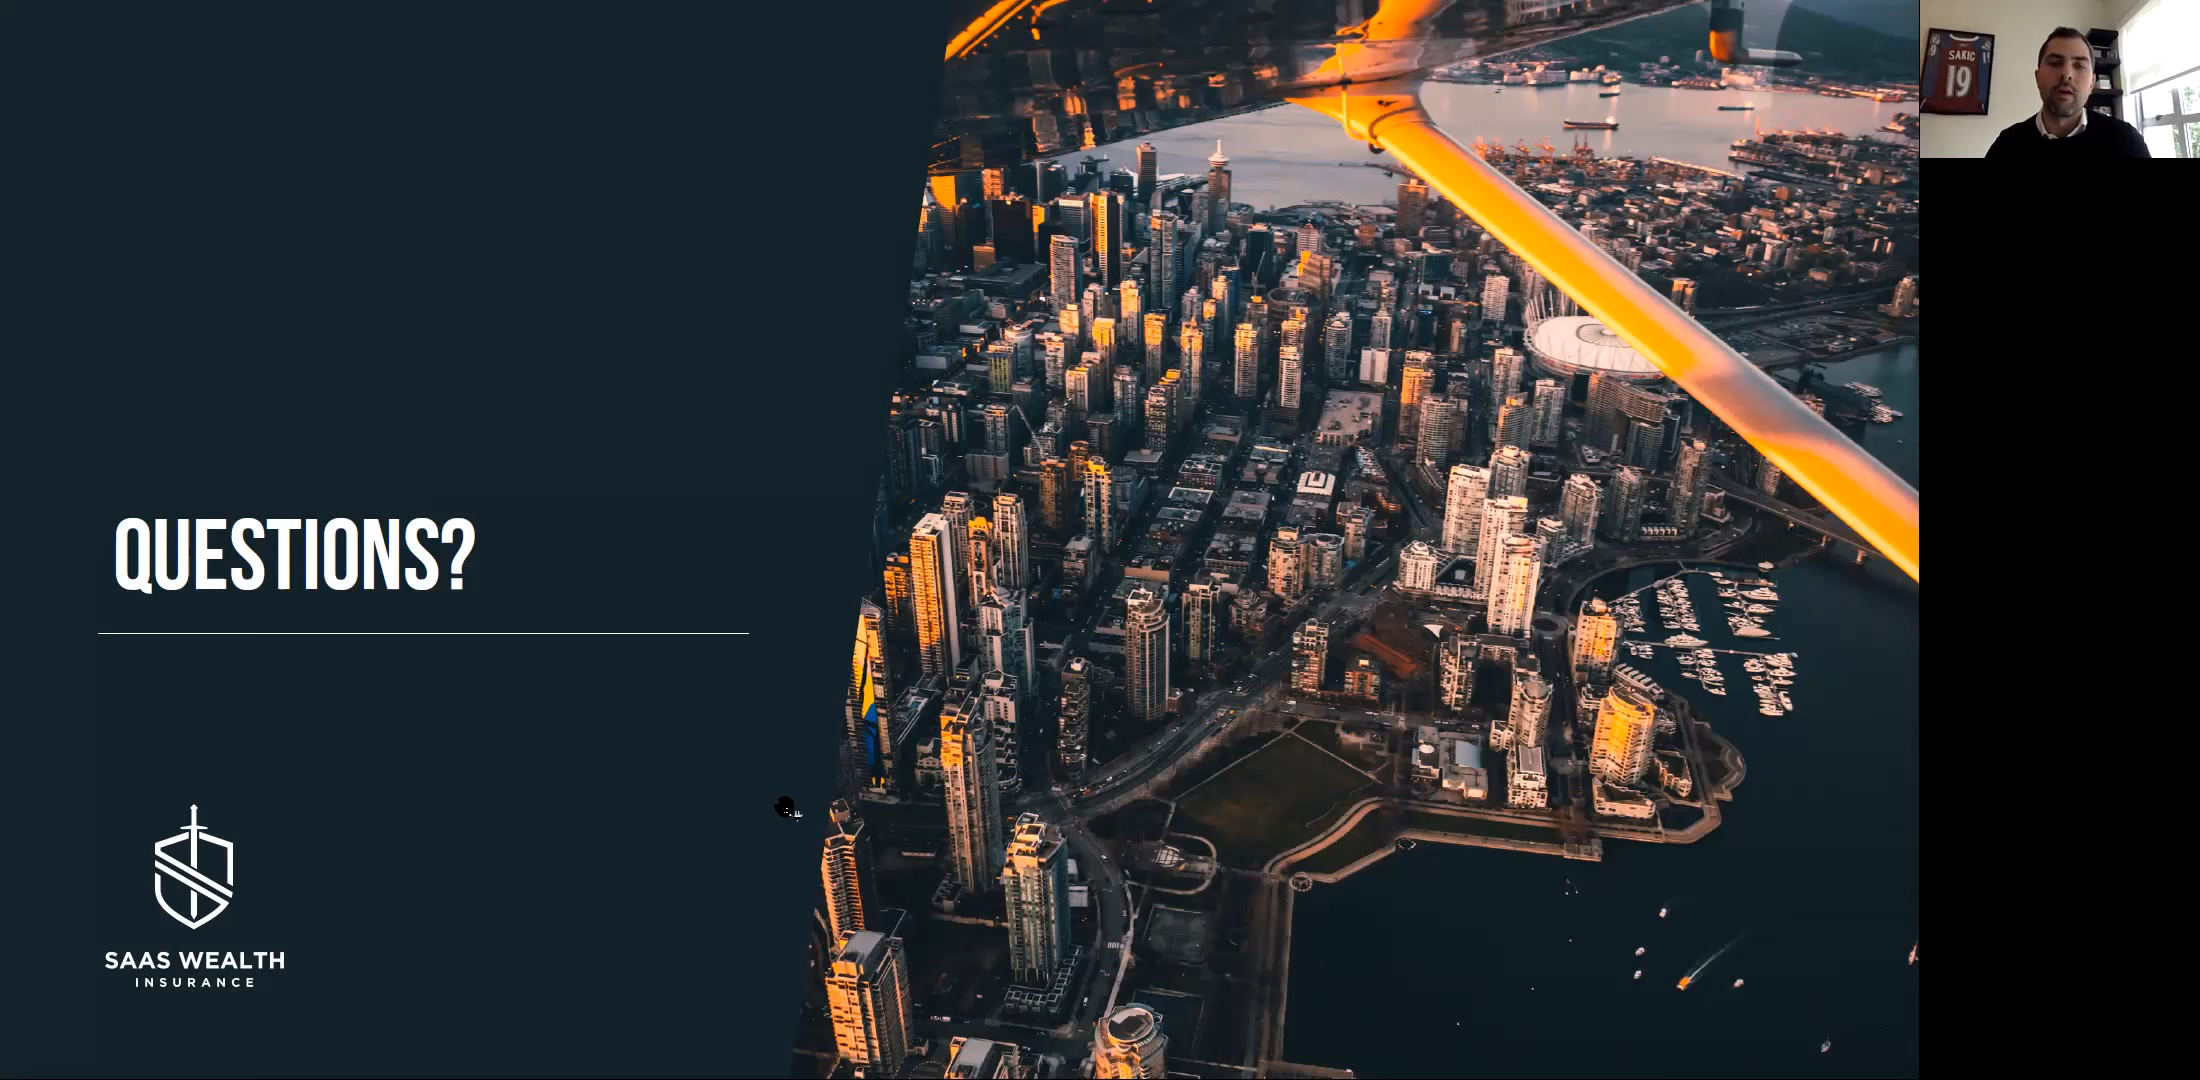 QUESTIONS?
SAAS WEALTH
INSURANCE
SAKIC
19